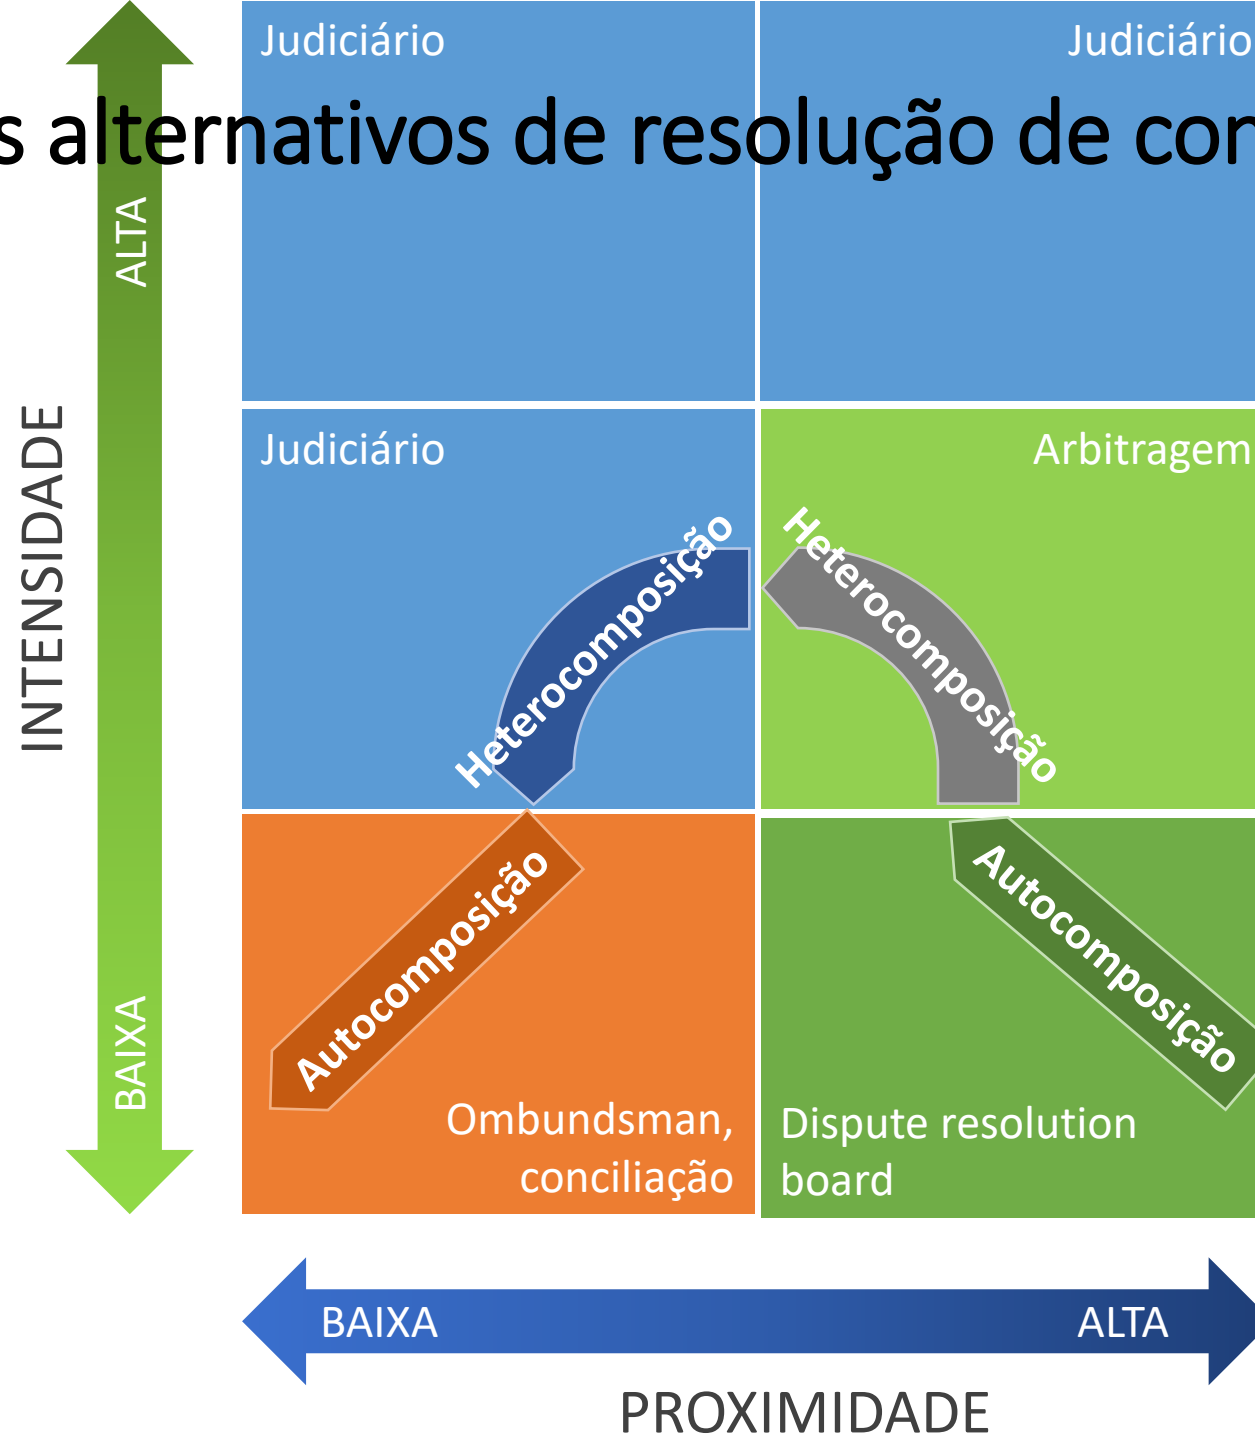 Judiciário
Judiciário
s alternativos de resolução de con
ALTA
INTENSIDADE
Judiciário
Arbitragem
Heterocomposição
Heterocomposição
Autocomposição
Autocomposição
BAIXA
Ombundsman,
conciliação
Dispute resolution
board
BAIXA
ALTA
PROXIMIDADE